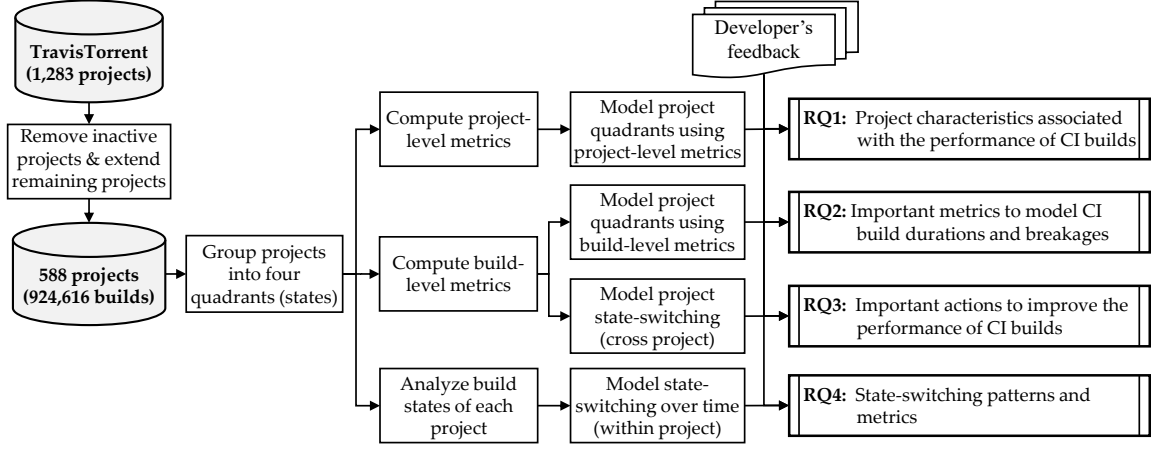 TravisTorrent
(1,283 projects)
Remove inactive
projects & extend
remaining projects
588 projects
(924,616 builds)
Group projects
into four
quadrants (states)
Compute project-
level metrics
Compute build-
level metrics
Analyze build
states of each
project
Model project
quadrants using
project-level metrics
Model project
quadrants using
build-level metrics
Model project
state-switching
(cross project)
Model state-
switching over time
(within project)
Developer's
feedback
RQ1: Project characteristics associated
with the performance of CI builds
RQ2: Important metrics to model CI
build durations and breakages
RQ3: Important actions to improve the
performance of CI builds
RQ4: State-switching patterns and
metrics